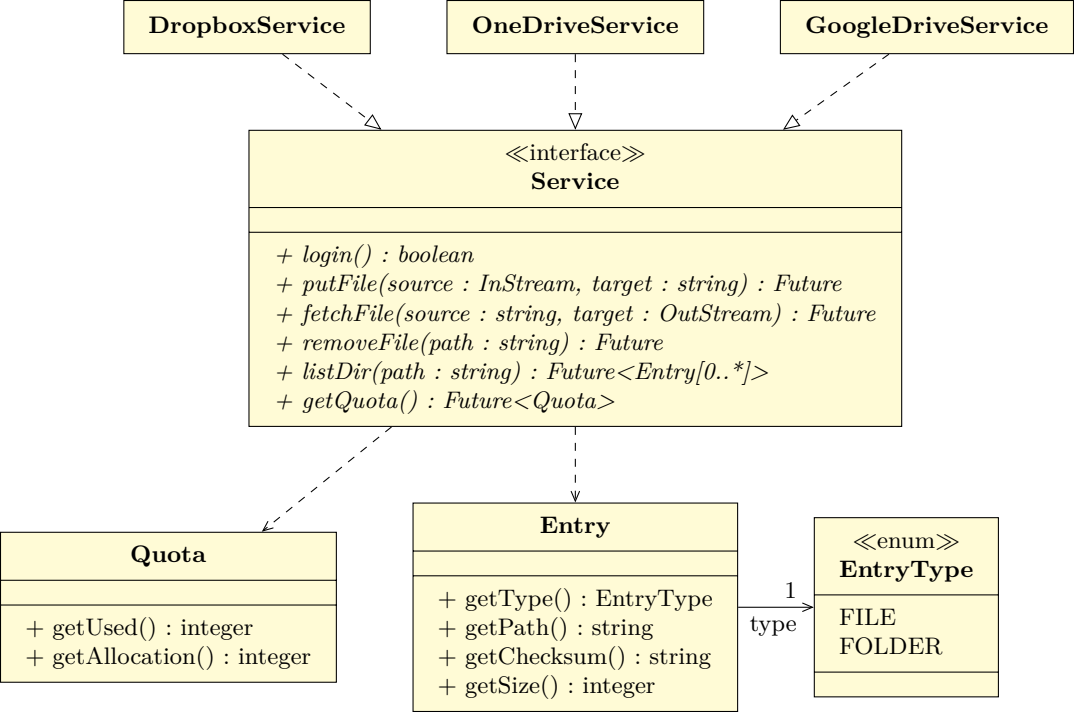 DropboxService
OneDriveService
GoogleDriveService
≪interface≫
Service
+ login() : boolean
+ putFile(source : InStream, target : string) : Future
+ fetchFile(source : string, target : OutStream) : Future
+ removeFile(path : string) : Future
+ listDir(path : string) : Future<Entry[0..*]>
+ getQuota() : Future<Quota>
Quota
+ getUsed() : integer
+ getAllocation() : integer
Entry
+ getType() : EntryType
+ getPath() : string
+ getChecksum() : string
+ getSize() : integer
1
type
≪enum≫
EntryType
FILE
FOLDER